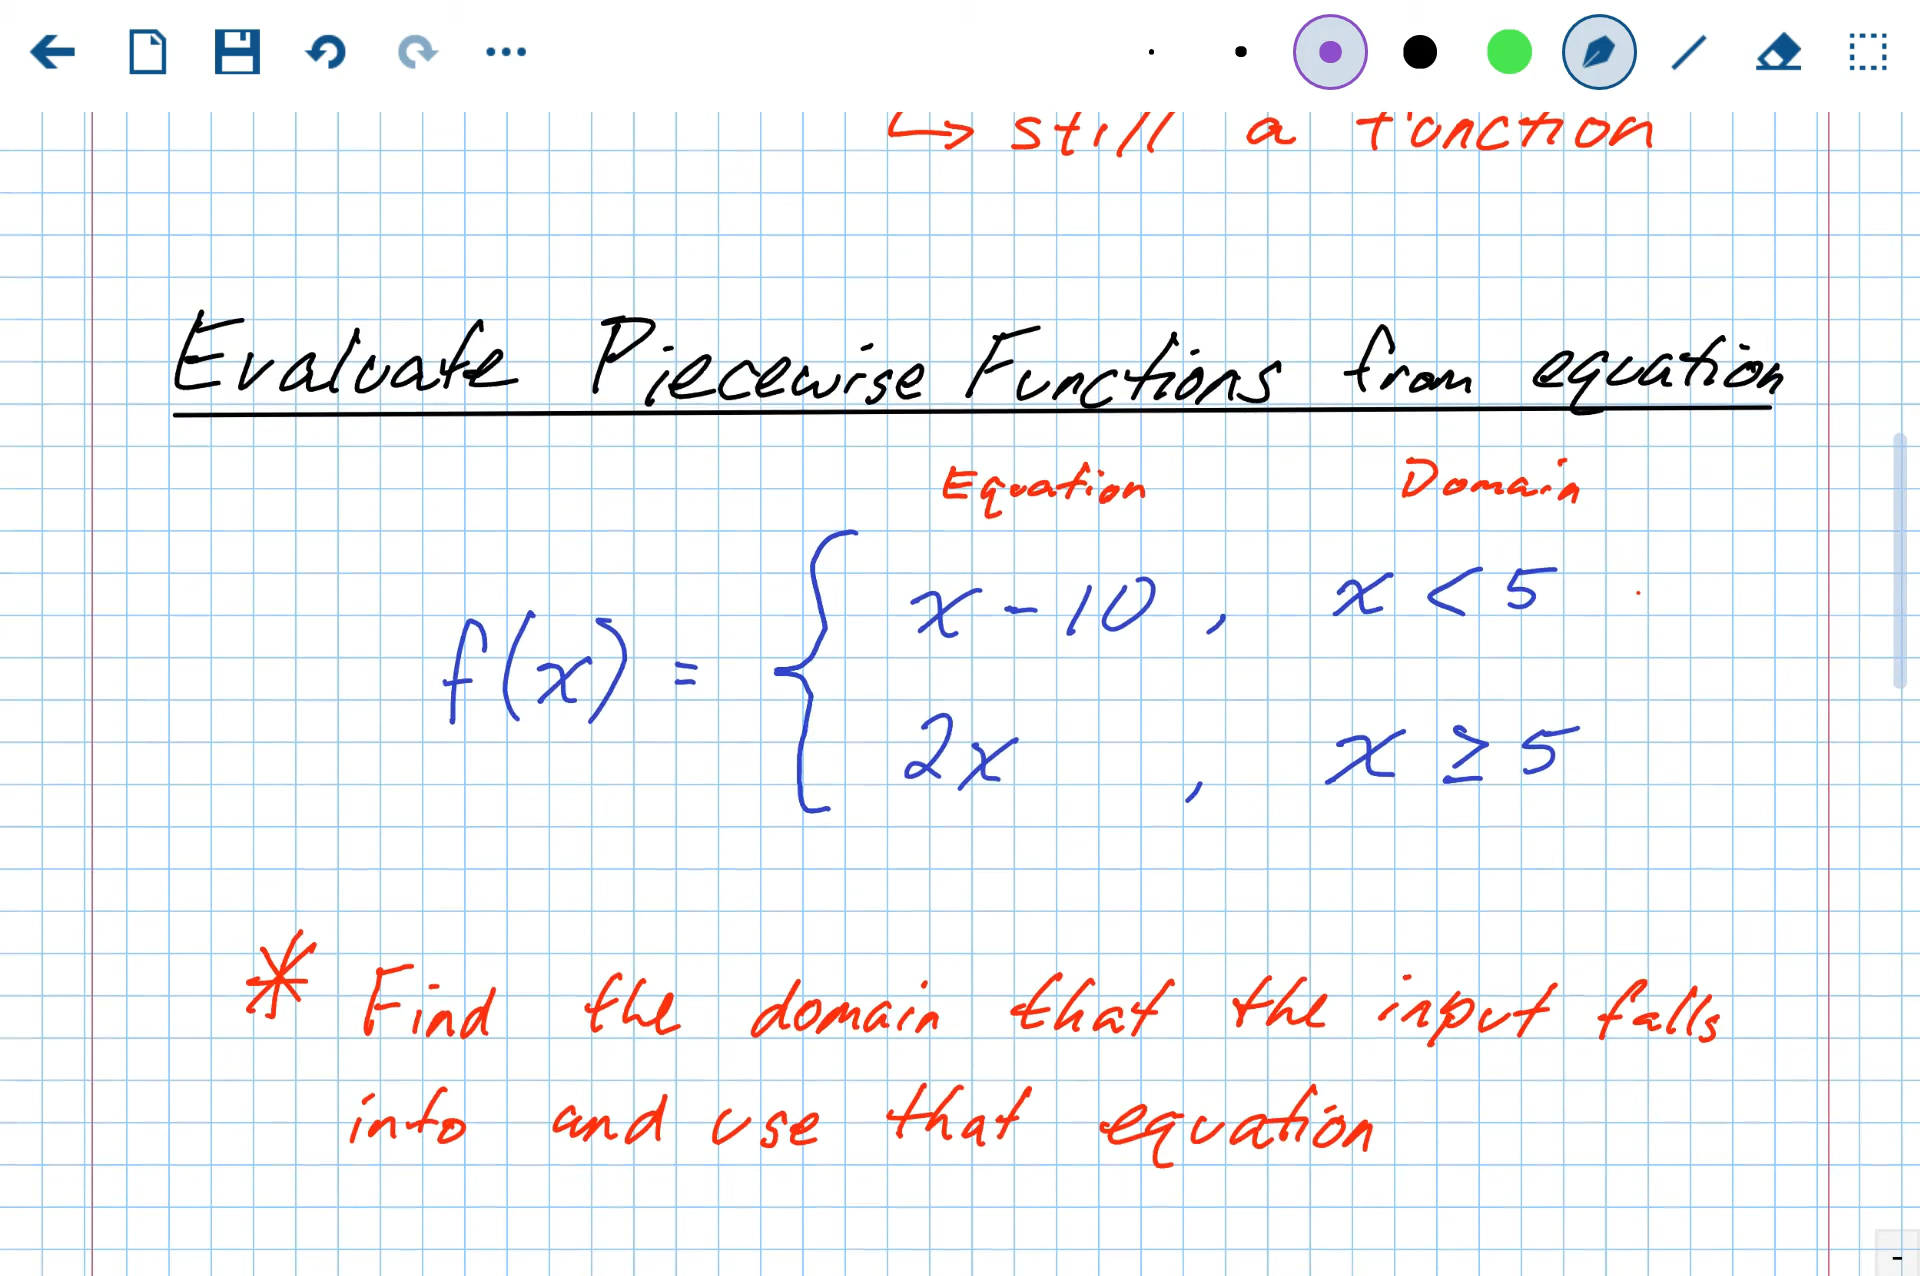 ↳ still a function
Evaluate Piecewise Functions from equation
Equation Domain
f(x) = { x - 10 , x < 5
2x , x ≥ 5
* Find the domain that the input falls
into and use that equation